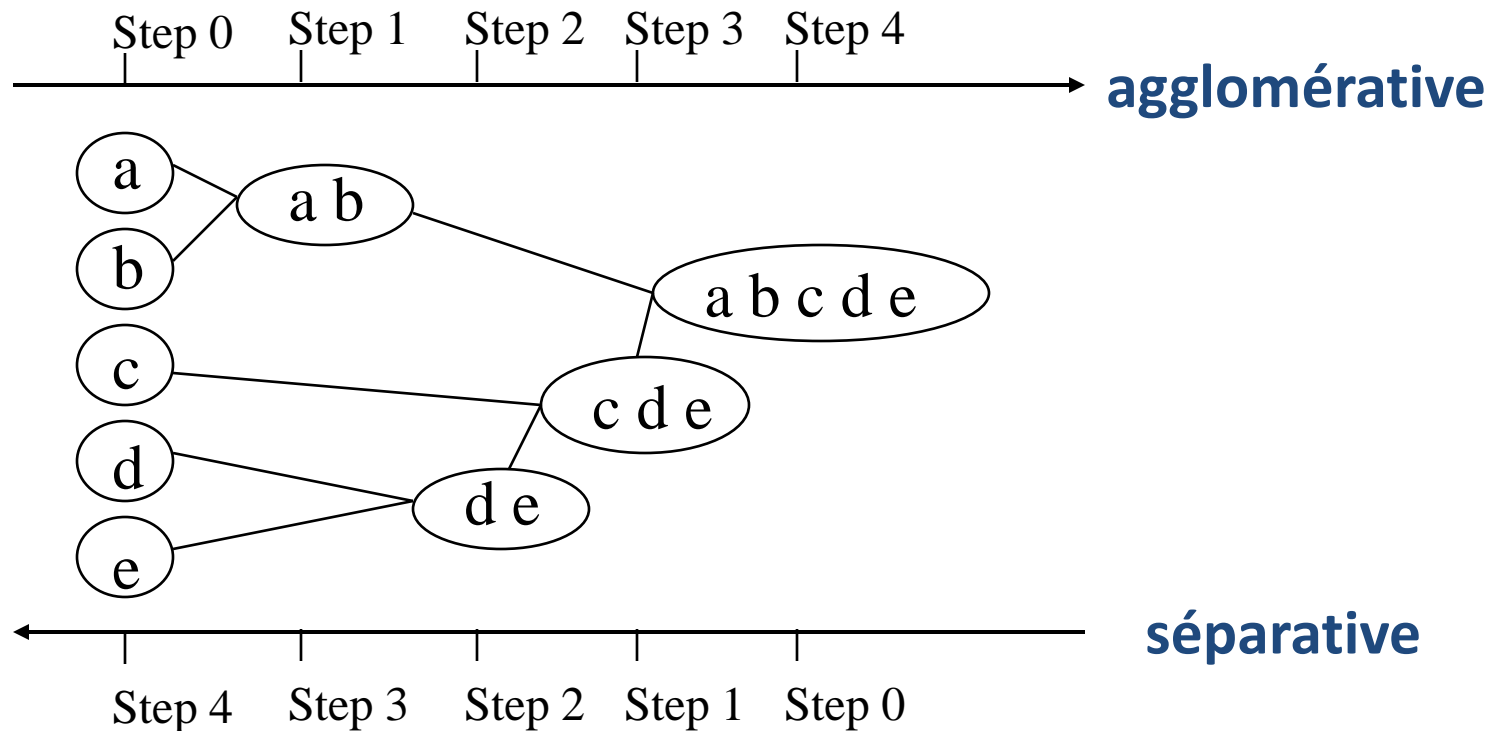 Step 0 Step 1 Step 2 Step 3 Step 4
agglomérative
a
a b
b
a b c d e
c
c d e
d
d e
e
séparative
Step 4 Step 3 Step 2 Step 1 Step 0